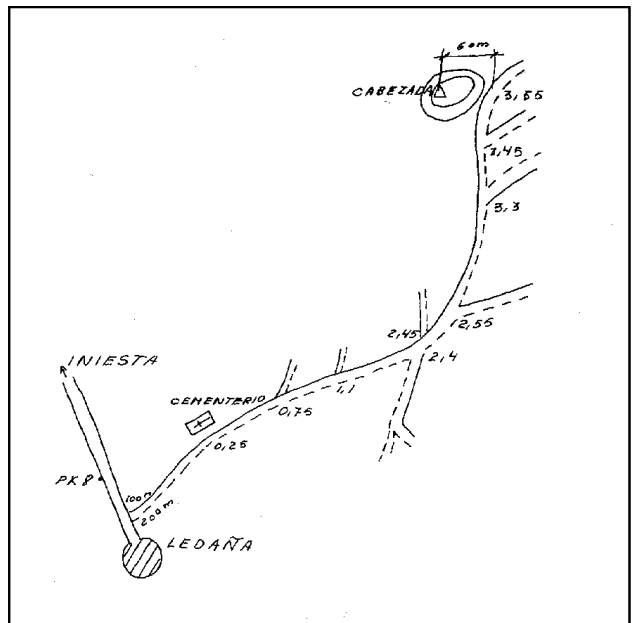 60m
CABEZADA
3,55
3,45
3,3
2,55
2,45
2,4
INIESTA
1,1
CEMENTERIO
0,75
0,25
PK 8
100m
200m
LEDAÑA